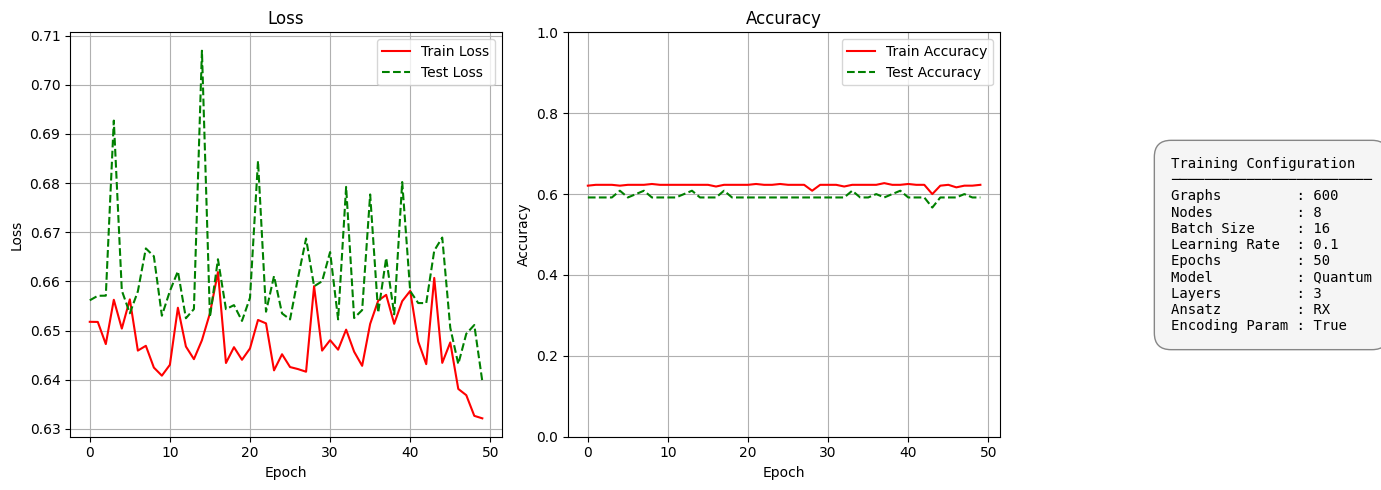 Loss
0.71
0.70
0.69
0.68
0.67
0.66
0.65
0.64
0.63
Loss
0 10 20 30 40 50
Epoch
Train Loss
Test Loss
Accuracy
1.0
0.8
0.6
0.4
0.2
0.0
Accuracy
0 10 20 30 40 50
Epoch
Train Accuracy
Test Accuracy
Training Configuration
Graphs : 600
Nodes : 8
Batch Size : 16
Learning Rate : 0.1
Epochs : 50
Model : Quantum
Layers : 3
Ansatz : RX
Encoding Param : True